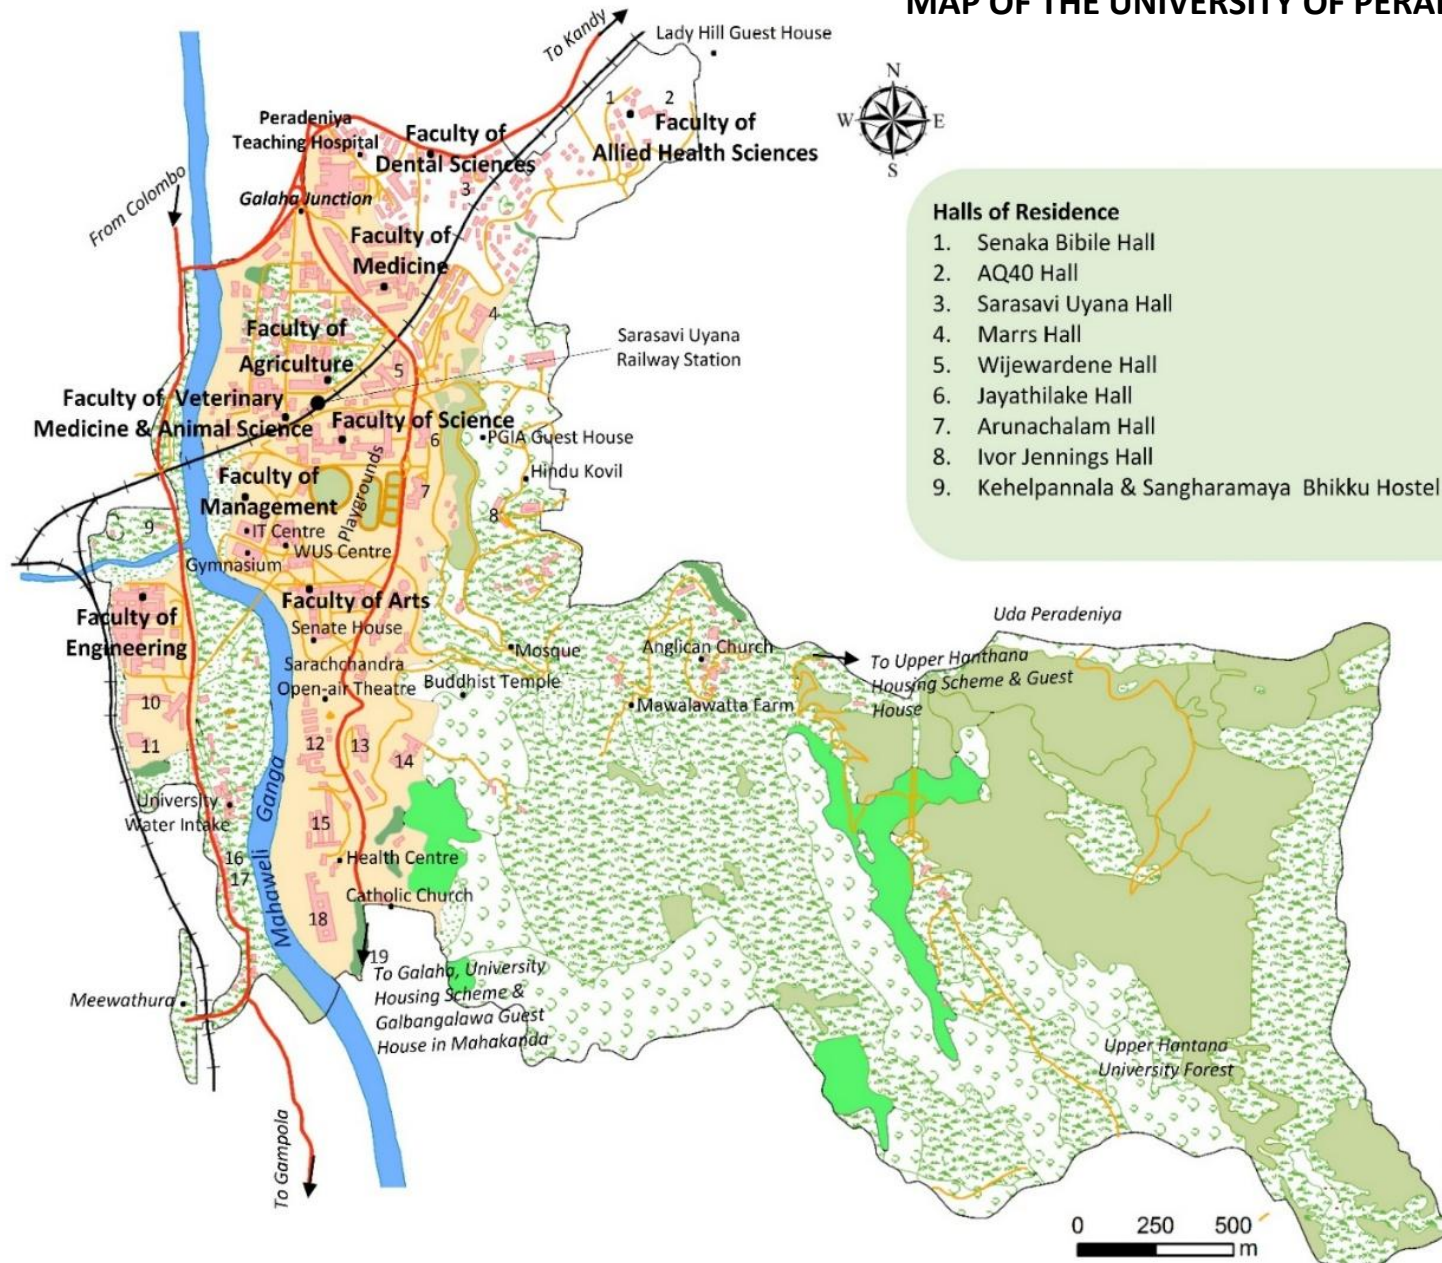 MAP OF THE UNIVERSITY OF
To Kandy
Lady Hill Guest House
N
W
E
S
1
2
Peradeniya
Teaching Hospital
Faculty of
Dental Sciences
Faculty of
Allied Health Sciences
3
From Colombo
Galaha Junction
Faculty of
Medicine
4
Faculty of
Agriculture
Sarasavi Uyana
Railway Station
5
Faculty of Veterinary
Medicine & Animal Science
Faculty of Science
6
PGIA Guest House
Hindu Kovil
Faculty of
Management
Playgrounds
7
8
9
IT Centre
WUS Centre
Gymnasium
Faculty of
Engineering
Faculty of Arts
Senate House
Sarachchandra
Open-air Theatre
Mosque
Buddhist Temple
Anglican Church
Mawalawatta Farm
Uda Peradeniya
To Upper Hanthana
Housing Scheme & Guest
House
10
11
12
13
14
University
Water Intake
Mahaweli Ganga
15
16
17
Health Centre
Catholic Church
18
19
To Galaha, University
Housing Scheme &
Galbangalawa Guest
House in Mahakanda
Meewathura
To Gampola
Upper Hantana
University Forest
0 250 500
m
Halls of Residence
1. Senaka Bibile Hall
2. AQ40 Hall
3. Sarasavi Uyana Hall
4. Marrs Hall
5. Wijewardene Hall
6. Jayathilake Hall
7. Arunachalam Hall
8. Ivor Jennings Hall
9. Kehelpannala & Sangharamaya Bhikku Hostel